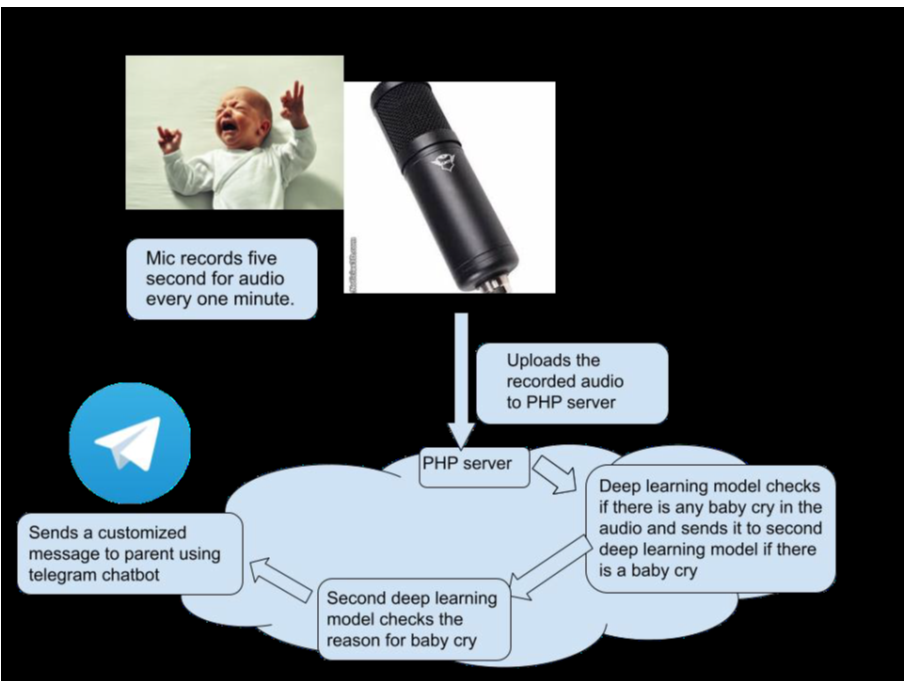 Mic records five
second for audio
every one minute.
Uploads the
recorded audio
to PHP server
PHP server
Deep learning model checks
if there is any baby cry in the
audio and sends it to second
deep learning model if there
is a baby cry
Second deep learning
model checks the
reason for baby cry
Sends a customized
message to parent using
telegram chatbot